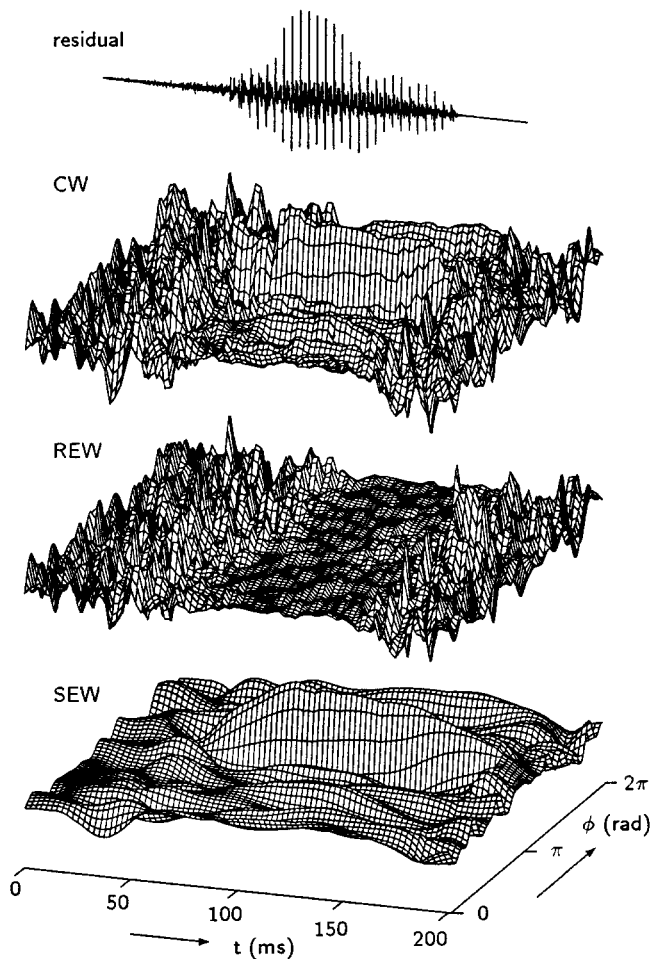 residual
CW
REW
SEW
2π
ϕ (rad)
π
0
0
50
100
150
200
t (ms)